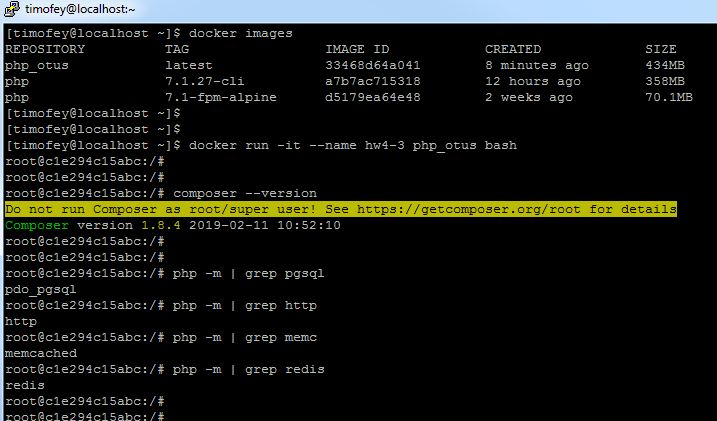 timofey@localhost:~
[timofey@localhost ~]$ docker images
REPOSITORY TAG IMAGE ID CREATED SIZE
php_otus latest 33468d64a041 8 minutes ago 434MB
php 7.1.27-cli a7b7ac715318 12 hours ago 358MB
php 7.1-fpm-alpine d5179ea64e48 2 weeks ago 70.1MB
[timofey@localhost ~]$
[timofey@localhost ~]$
[timofey@localhost ~]$ docker run -it --name hw4-3 php_otus bash
root@c1e294c15abc:/#
root@c1e294c15abc:/#
root@c1e294c15abc:/# composer --version
Do not run Composer as root/super user! See https://getcomposer.org/root for details
Composer version 1.8.4 2019-02-11 10:52:10
root@c1e294c15abc:/#
root@c1e294c15abc:/#
root@c1e294c15abc:/# php -m | grep pgsql
pdo_pgsql
root@c1e294c15abc:/# php -m | grep http
http
root@c1e294c15abc:/# php -m | grep memc
memcached
root@c1e294c15abc:/# php -m | grep redis
redis
root@c1e294c15abc:/#
root@c1e294c15abc:/#